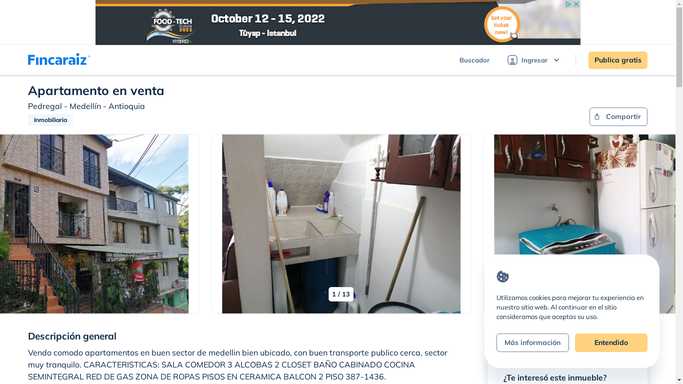 FOOD-TECH
October 12 - 15, 2022
Tüyap - Istanbul
Get your ticket now!
Fincaraiz
Buscador
Ingresar
Publica gratis
Apartamento en venta
Pedregal - Medellín - Antioquia
Inmobiliaria
Compartir
1 / 13
Utilizamos cookies para mejorar tu experiencia en nuestro sitio web. Al continuar en el sitio consideramos que aceptas su uso.
Más información
Entendido
Descripción general
Vendo comodo apartamentos en buen sector de medellin bien ubicado, con buen transporte publico cerca, sector
muy tranquilo. CARACTERISTICAS: SALA COMEDOR 3 ALCOBAS 2 CLOSET BAÑO CABINADO COCINA
SEMINTEGRAL RED DE GAS ZONA DE ROPAS PISOS EN CERAMICA BALCON 2 PISO 387-1436.
¿Te interesó este inmueble?